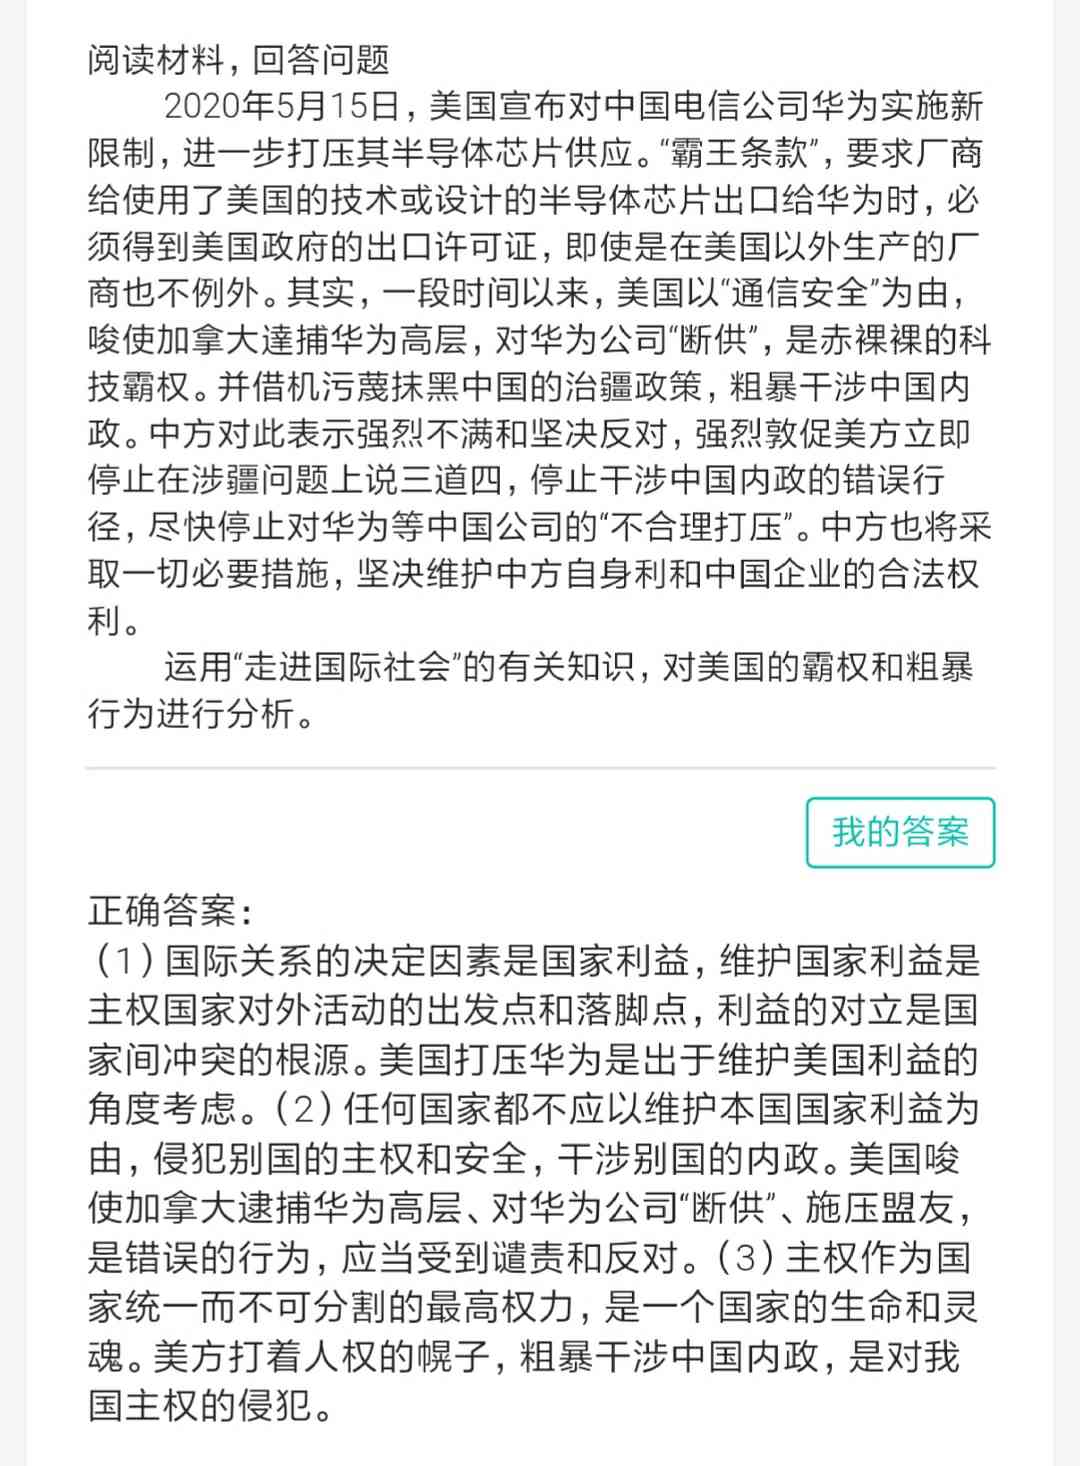 阅读材料，回答问题
2020年5月15日，美国宣布对中国电信公司华为实施新
限制，进一步打压其半导体芯片供应。“霸王条款”，要求厂商
给使用了美国的技术或设计的半导体芯片出口给华为时，必
须得到美国政府的出口许可证，即使是在美国以外生产的厂
商也不例外。其实，一段时间以来，美国以“通信安全”为由，
唆使加拿大逹捕华为高层，对华为公司“断供”，是赤裸裸的科
技霸权。并借机污蔑抹黑中国的治疆政策，粗暴干涉中国内
政。中方对此表示强烈不满和坚决反对，强烈敦促美方立即
停止在涉疆问题上说三道四，停止干涉中国内政的错误行
径，尽快停止对华为等中国公司的“不合理打压”。中方也将采
取一切必要措施，坚决维护中方自身利和中国企业的合法权
利。
运用“走进国际社会”的有关知识，对美国的霸权和粗暴
行为进行分析。
我的答案
正确答案：
（1）国际关系的决定因素是国家利益，维护国家利益是
主权国家对外活动的出发点和落脚点，利益的对立是国
家间冲突的根源。美国打压华为是出于维护美国利益的
角度考虑。（2）任何国家都不应以维护本国国家利益为
由，侵犯别国的主权和安全，干涉别国的内政。美国唆
使加拿大逮捕华为高层、对华为公司“断供”、施压盟友，
是错误的行为，应当受到谴责和反对。（3）主权作为国
家统一而不可分割的最高权力，是一个国家的生命和灵
魂。美方打着人权的幌子，粗暴干涉中国内政，是对我
国主权的侵犯。